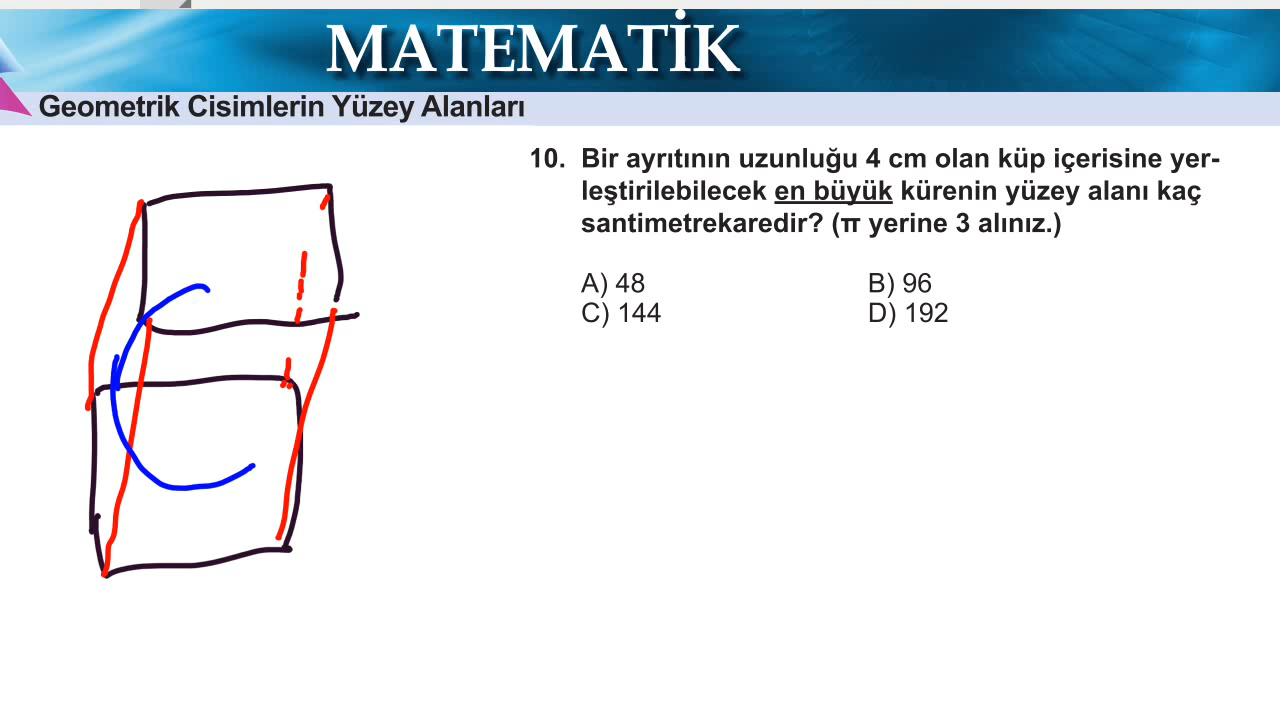 MATEMATİK
Geometrik Cisimlerin Yüzey Alanları
10. Bir ayrıtının uzunluğu 4 cm olan küp içerisine yer-
leştirilebilecek en büyük kürenin yüzey alanı kaç
santimetrekaredir? (π yerine 3 alınız.)
A) 48 B) 96
C) 144 D) 192